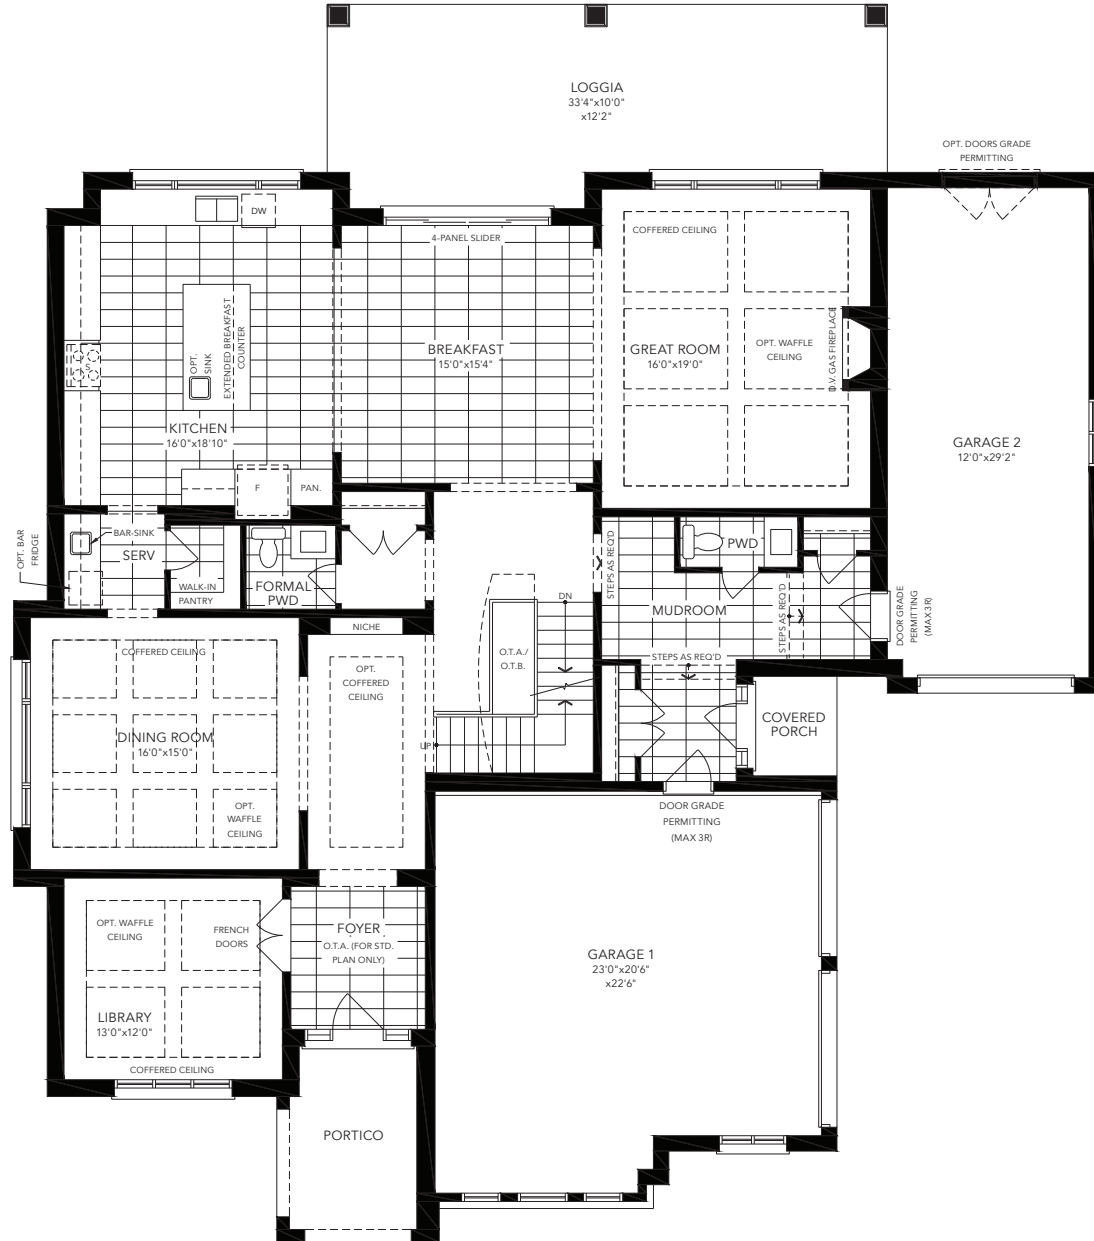 LOGGIA
33'4"x10'0"
x12'2"
OPT. DOORS GRADE
PERMITTING
DW
4-PANEL SLIDER
COFFERED CEILING
OPT.
SINK
EXTENDED BREAKFAST
COUNTER
S
BREAKFAST
15'0"x15'4"
GREAT ROOM
16'0"x19'0"
OPT. WAFFLE
CEILING
D.V. GAS FIREPLACE
KITCHEN
16'0"x18'10"
GARAGE 2
12'0"x29'2"
F
PAN.
OPT. BAR
FRIDGE
BAR-SINK
SERV
WALK-IN
PANTRY
FORMAL
PWD
STEPS AS REQ'D
PWD
MUDROOM
STEPS AS REQ'D
DOOR GRADE
PERMITTING
(MAX 3R)
DN
NICHE
COFFERED CEILING
OPT.
COFFERED
CEILING
O.T.A./
O.T.B.
STEPS AS REQ'D
DINING ROOM
16'0"x15'0"
UP
COVERED
PORCH
OPT.
WAFFLE
CEILING
DOOR GRADE
PERMITTING
(MAX 3R)
OPT. WAFFLE
CEILING
FRENCH
DOORS
FOYER
O.T.A. (FOR STD.
PLAN ONLY)
GARAGE 1
23'0"x20'6"
x22'6"
LIBRARY
13'0"x12'0"
COFFERED CEILING
PORTICO